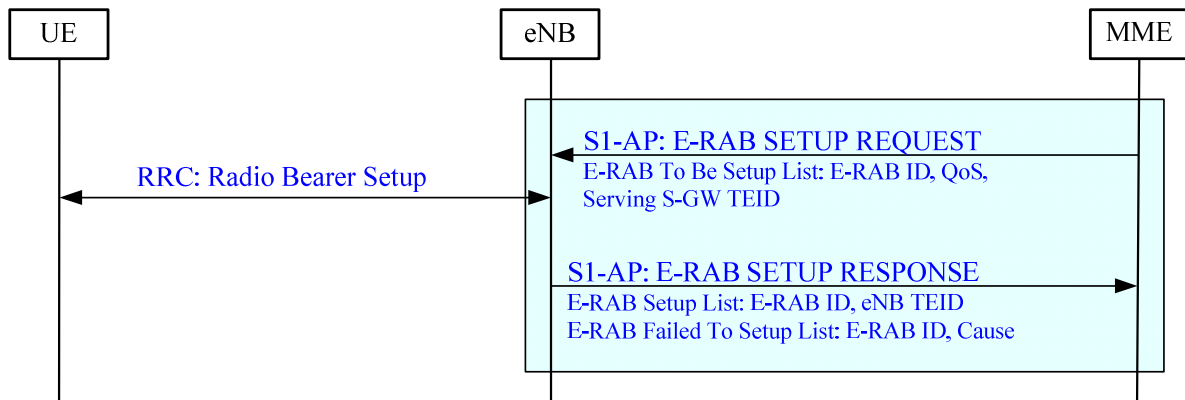 UE
eNB
MME
S1-AP: E-RAB SETUP REQUEST
E-RAB To Be Setup List: E-RAB ID, QoS,
Serving S-GW TEID
RRC: Radio Bearer Setup
S1-AP: E-RAB SETUP RESPONSE
E-RAB Setup List: E-RAB ID, eNB TEID
E-RAB Failed To Setup List: E-RAB ID, Cause